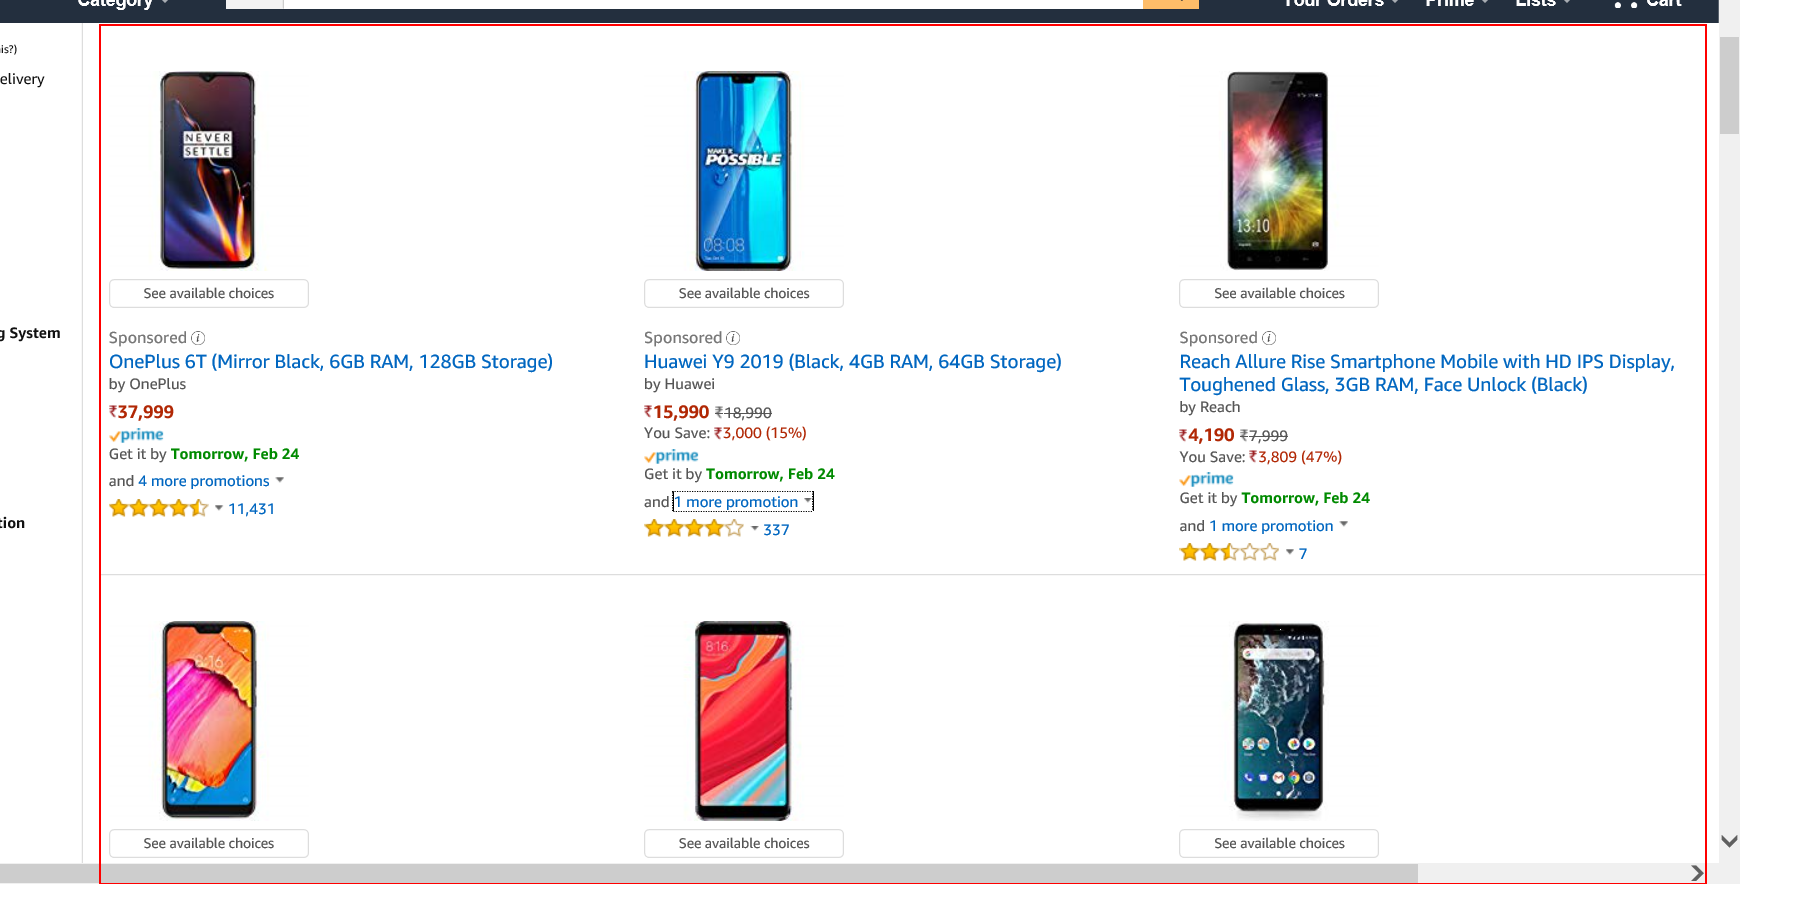 Category
Your Orders Prime Lists Cart
is?)
elivery
g System
tion
NEVER
SETTLE
MAKE IT
POSSIBLE
08:08
13:10
See available choices
See available choices
See available choices
Sponsored
OnePlus 6T (Mirror Black, 6GB RAM, 128GB Storage)
by OnePlus
₹37,999
prime
Get it by Tomorrow, Feb 24
and 4 more promotions
11,431
Sponsored
Huawei Y9 2019 (Black, 4GB RAM, 64GB Storage)
by Huawei
₹15,990 ₹18,990
You Save: ₹3,000 (15%)
prime
Get it by Tomorrow, Feb 24
and 1 more promotion
337
Sponsored
Reach Allure Rise Smartphone Mobile with HD IPS Display,
Toughened Glass, 3GB RAM, Face Unlock (Black)
by Reach
₹4,190 ₹7,999
You Save: ₹3,809 (47%)
prime
Get it by Tomorrow, Feb 24
and 1 more promotion
7
8:16
8:16
See available choices
See available choices
See available choices